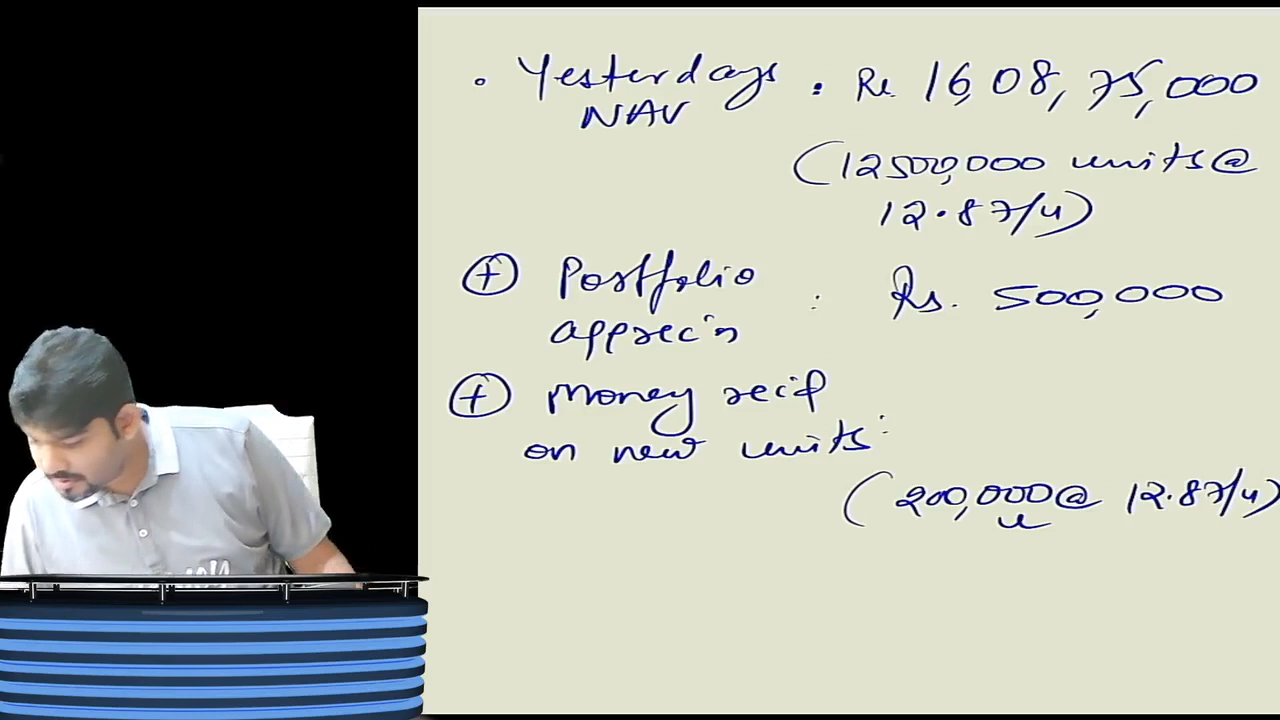 • Yesterdays : Rs. 16,08,75,000
NAV
(12500,000 units @
12.87/u)
⊕ Portfolio
apprec'n : Rs. 500,000
⊕ Money recd
on new units :
(200,000 @ 12.87/u)
u